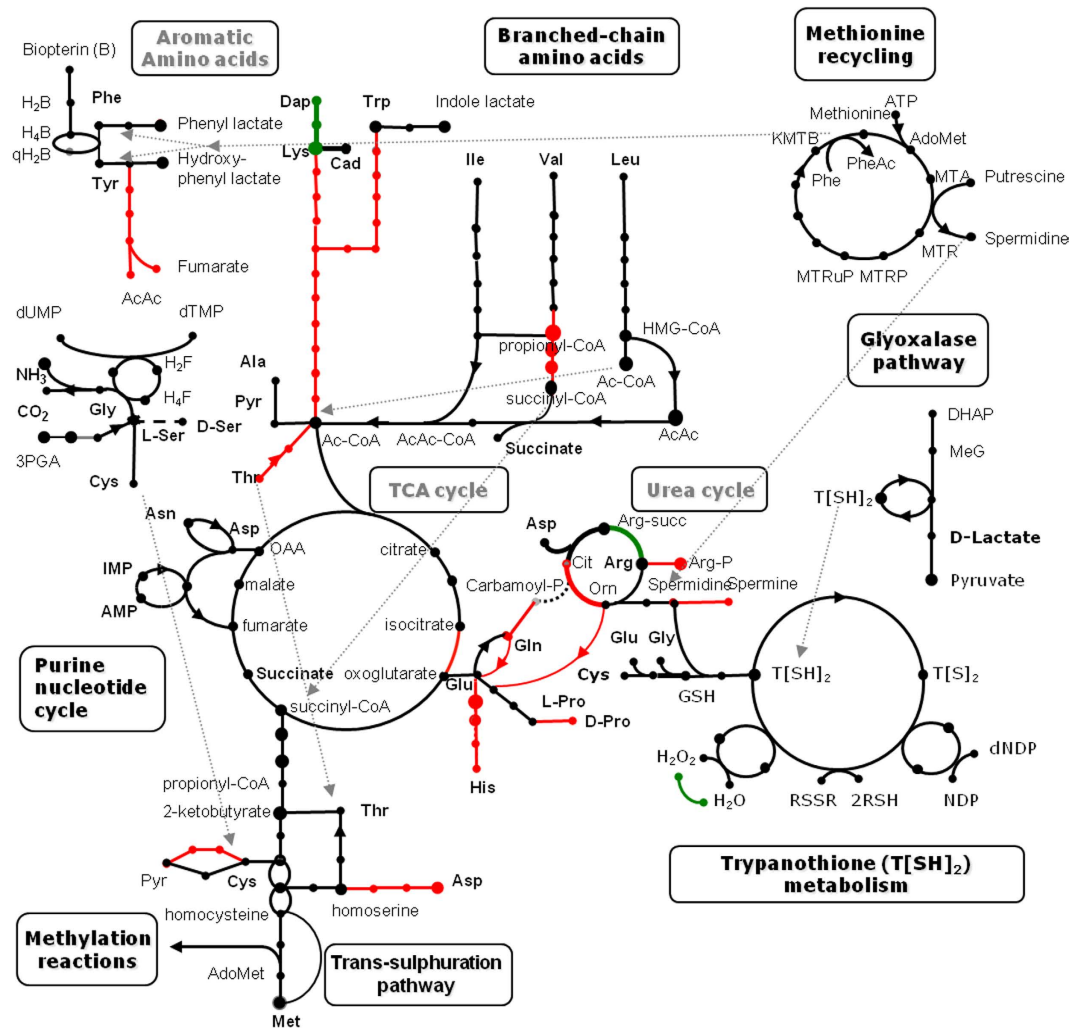 Aromatic
Amino acids
Branched-chain
amino acids
Methionine
recycling
Biopterin (B)
H2B
H4B
qH2B
Phe
Phenyl lactate
Hydroxy-
phenyl lactate
Tyr
Fumarate
AcAc
Dap
Lys
Cad
Trp
Indole lactate
Ile
Val
Leu
ATP
Methionine
KMTB
AdoMet
PheAc
Phe
MTA
Putrescine
Spermidine
MTR
MTRuP
MTRP
dUMP
dTMP
H2F
H4F
NH3
CO2
Gly
L-Ser
D-Ser
3PGA
Cys
Ala
Pyr
HMG-CoA
propionyl-CoA
Ac-CoA
succinyl-CoA
AcAc
Ac-CoA
AcAc-CoA
Succinate
Thr
Glyoxalase
pathway
DHAP
MeG
T[SH]2
D-Lactate
Pyruvate
TCA cycle
Urea cycle
Asn
Asp
OAA
citrate
IMP
malate
AMP
fumarate
isocitrate
Succinate
oxoglutarate
succinyl-CoA
Asp
Arg-succ
Cit
Arg
Arg-P
Carbamoyl-P
Orn
Spermidine
Spermine
Gln
Glu
Gly
Glu
Cys
GSH
L-Pro
D-Pro
His
T[SH]2
T[S]2
H2O2
H2O
RSSR
2RSH
dNDP
NDP
Purine
nucleotide
cycle
propionyl-CoA
2-ketobutyrate
Thr
Pyr
Cys
Asp
homocysteine
homoserine
Trypanothione (T[SH]2)
metabolism
Methylation
reactions
AdoMet
Trans-sulphuration
pathway
Met